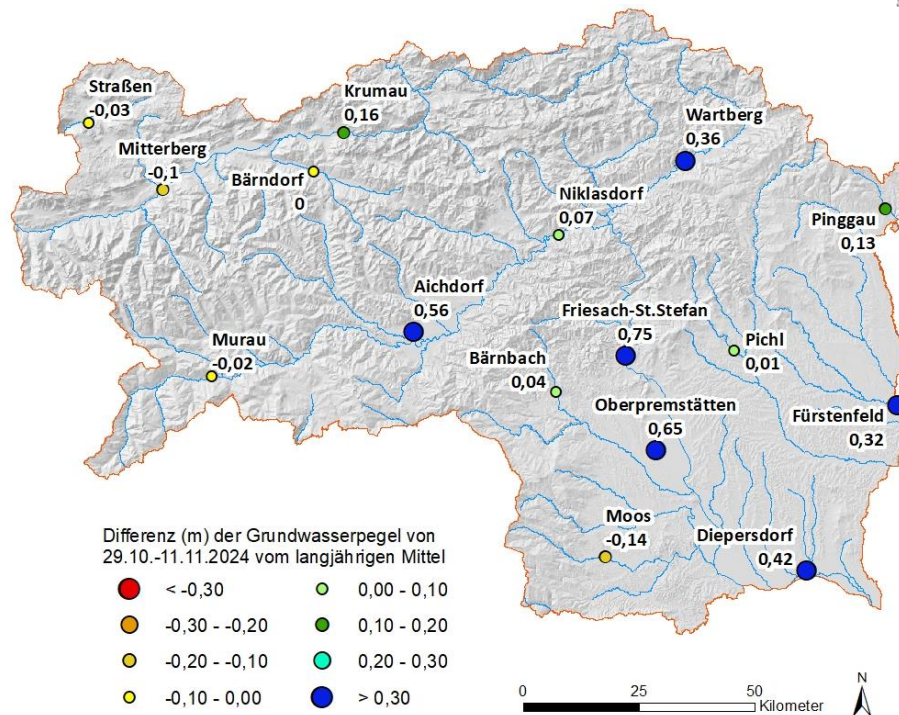 Straßen
-0,03
Krumau
0,16
Wartberg
0,36
Mitterberg
-0,1
Bärndorf
0
Niklasdorf
0,07
Pinggau
0,13
Aichdorf
0,56
Friesach-St.Stefan
0,75
Pichl
0,01
Murau
-0,02
Bärnbach
0,04
Oberpremstätten
0,65
Fürstenfeld
0,32
Moos
-0,14
Diepersdorf
0,42
Differenz (m) der Grundwasserpegel von
29.10.-11.11.2024 vom langjährigen Mittel
< -0,30
-0,30 - -0,20
-0,20 - -0,10
-0,10 - 0,00
0,00 - 0,10
0,10 - 0,20
0,20 - 0,30
> 0,30
0 25 50
Kilometer
N